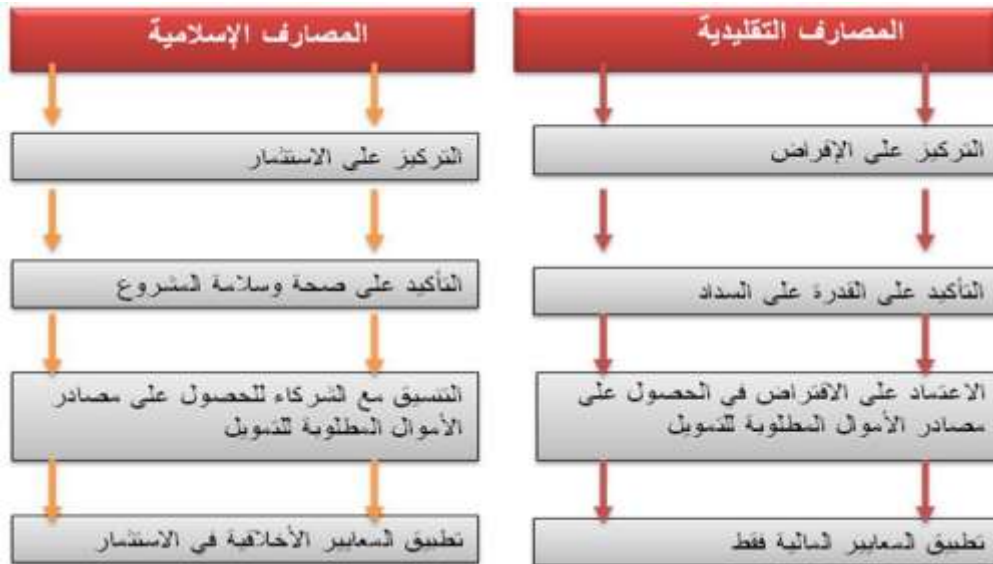 المصارف التقليدية
التركيز على الإقراض
التأكيد على القدرة على السداد
الاعتماد على الاقتراض في الحصول على
مصادر الأموال المطلوبة للتمويل
تطبيق المعايير المالية فقط
المصارف الإسلامية
التركيز على الاستثمار
التأكيد على صحة وسلامة المشروع
التنسيق مع الشركاء للحصول على مصادر
الأموال المطلوبة للتمويل
تطبيق المعايير الأخلاقية في الاستثمار